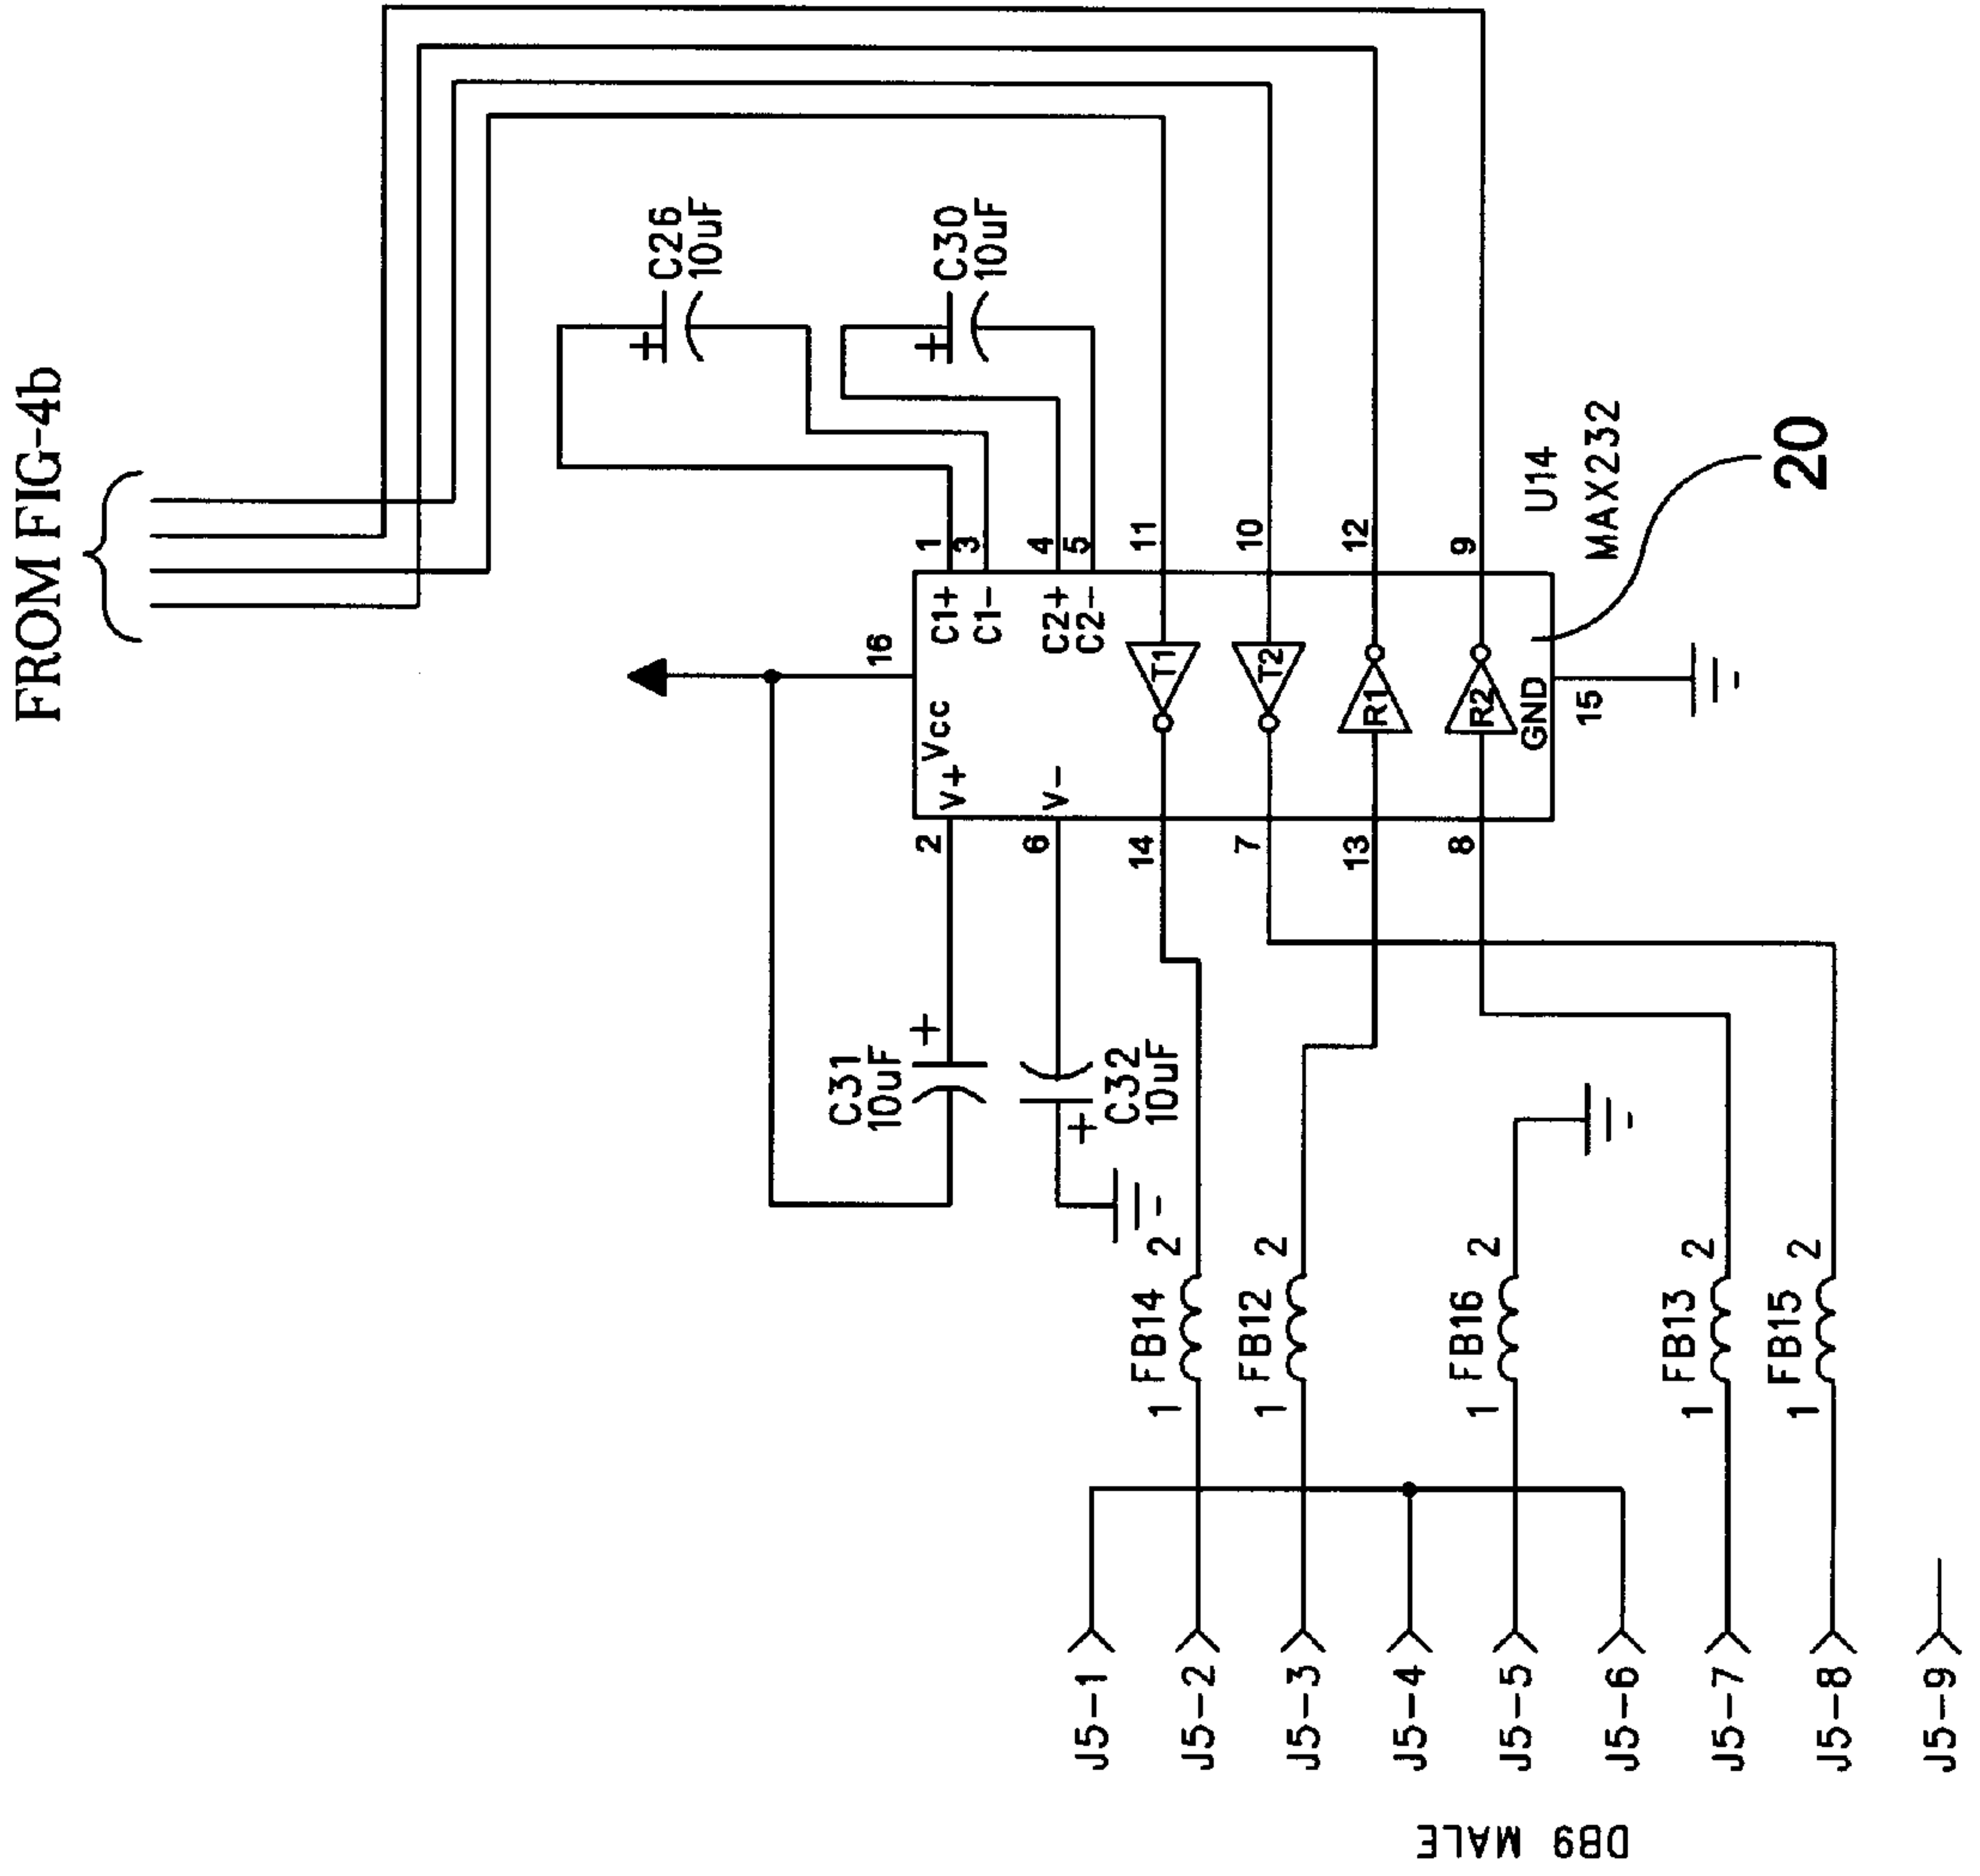 FROM FIG-4b
C26
10uF
C30
10uF
1
3
4
5
11
10
12
9
U14
MAX232
20
16
C1+
C1-
C2+
C2-
Vcc
V+
V-
T1
T2
R1
R2
GND
15
2
6
14
7
13
8
C31
10uF
+
C32
10uF
+
1 FB14 2
1 FB12 2
1 FB16 2
1 FB13 2
1 FB15 2
J5-1
J5-2
J5-3
J5-4
J5-5
J5-6
J5-7
J5-8
J5-9
DB9 MALE